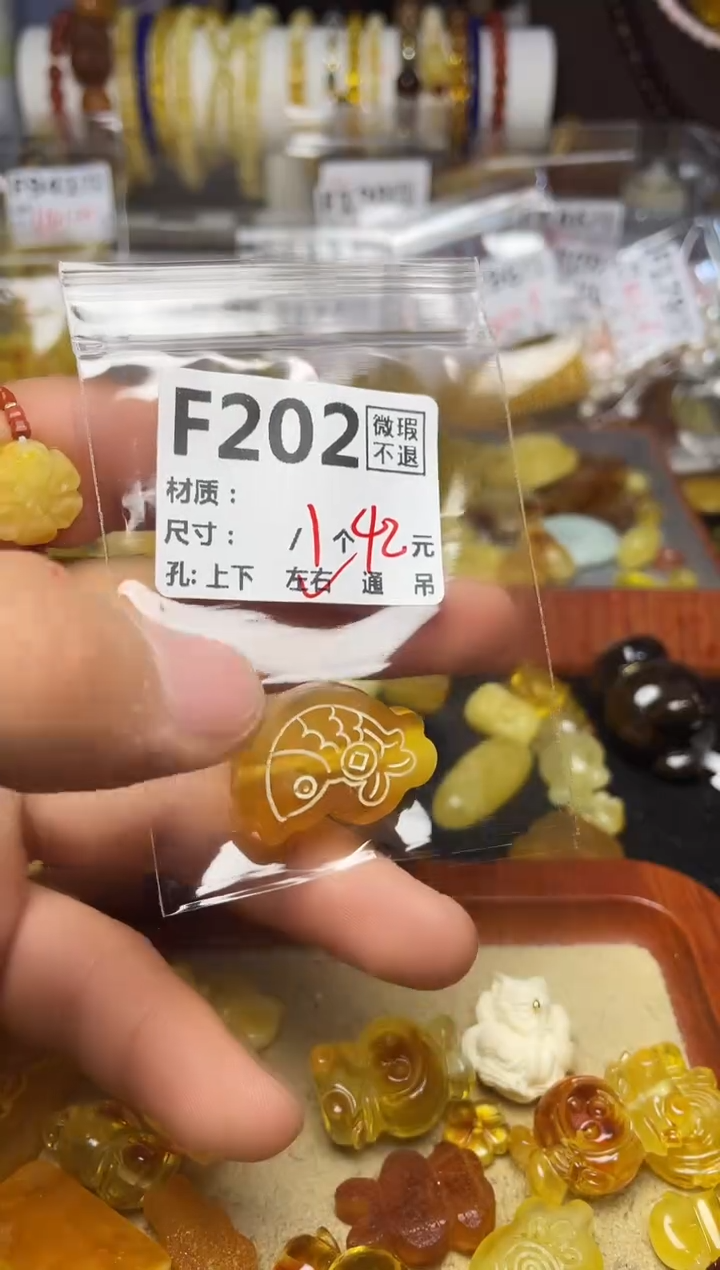 F202 微瑕
不退
材质：
尺寸： /1个42元
孔：上下 左右 通 吊